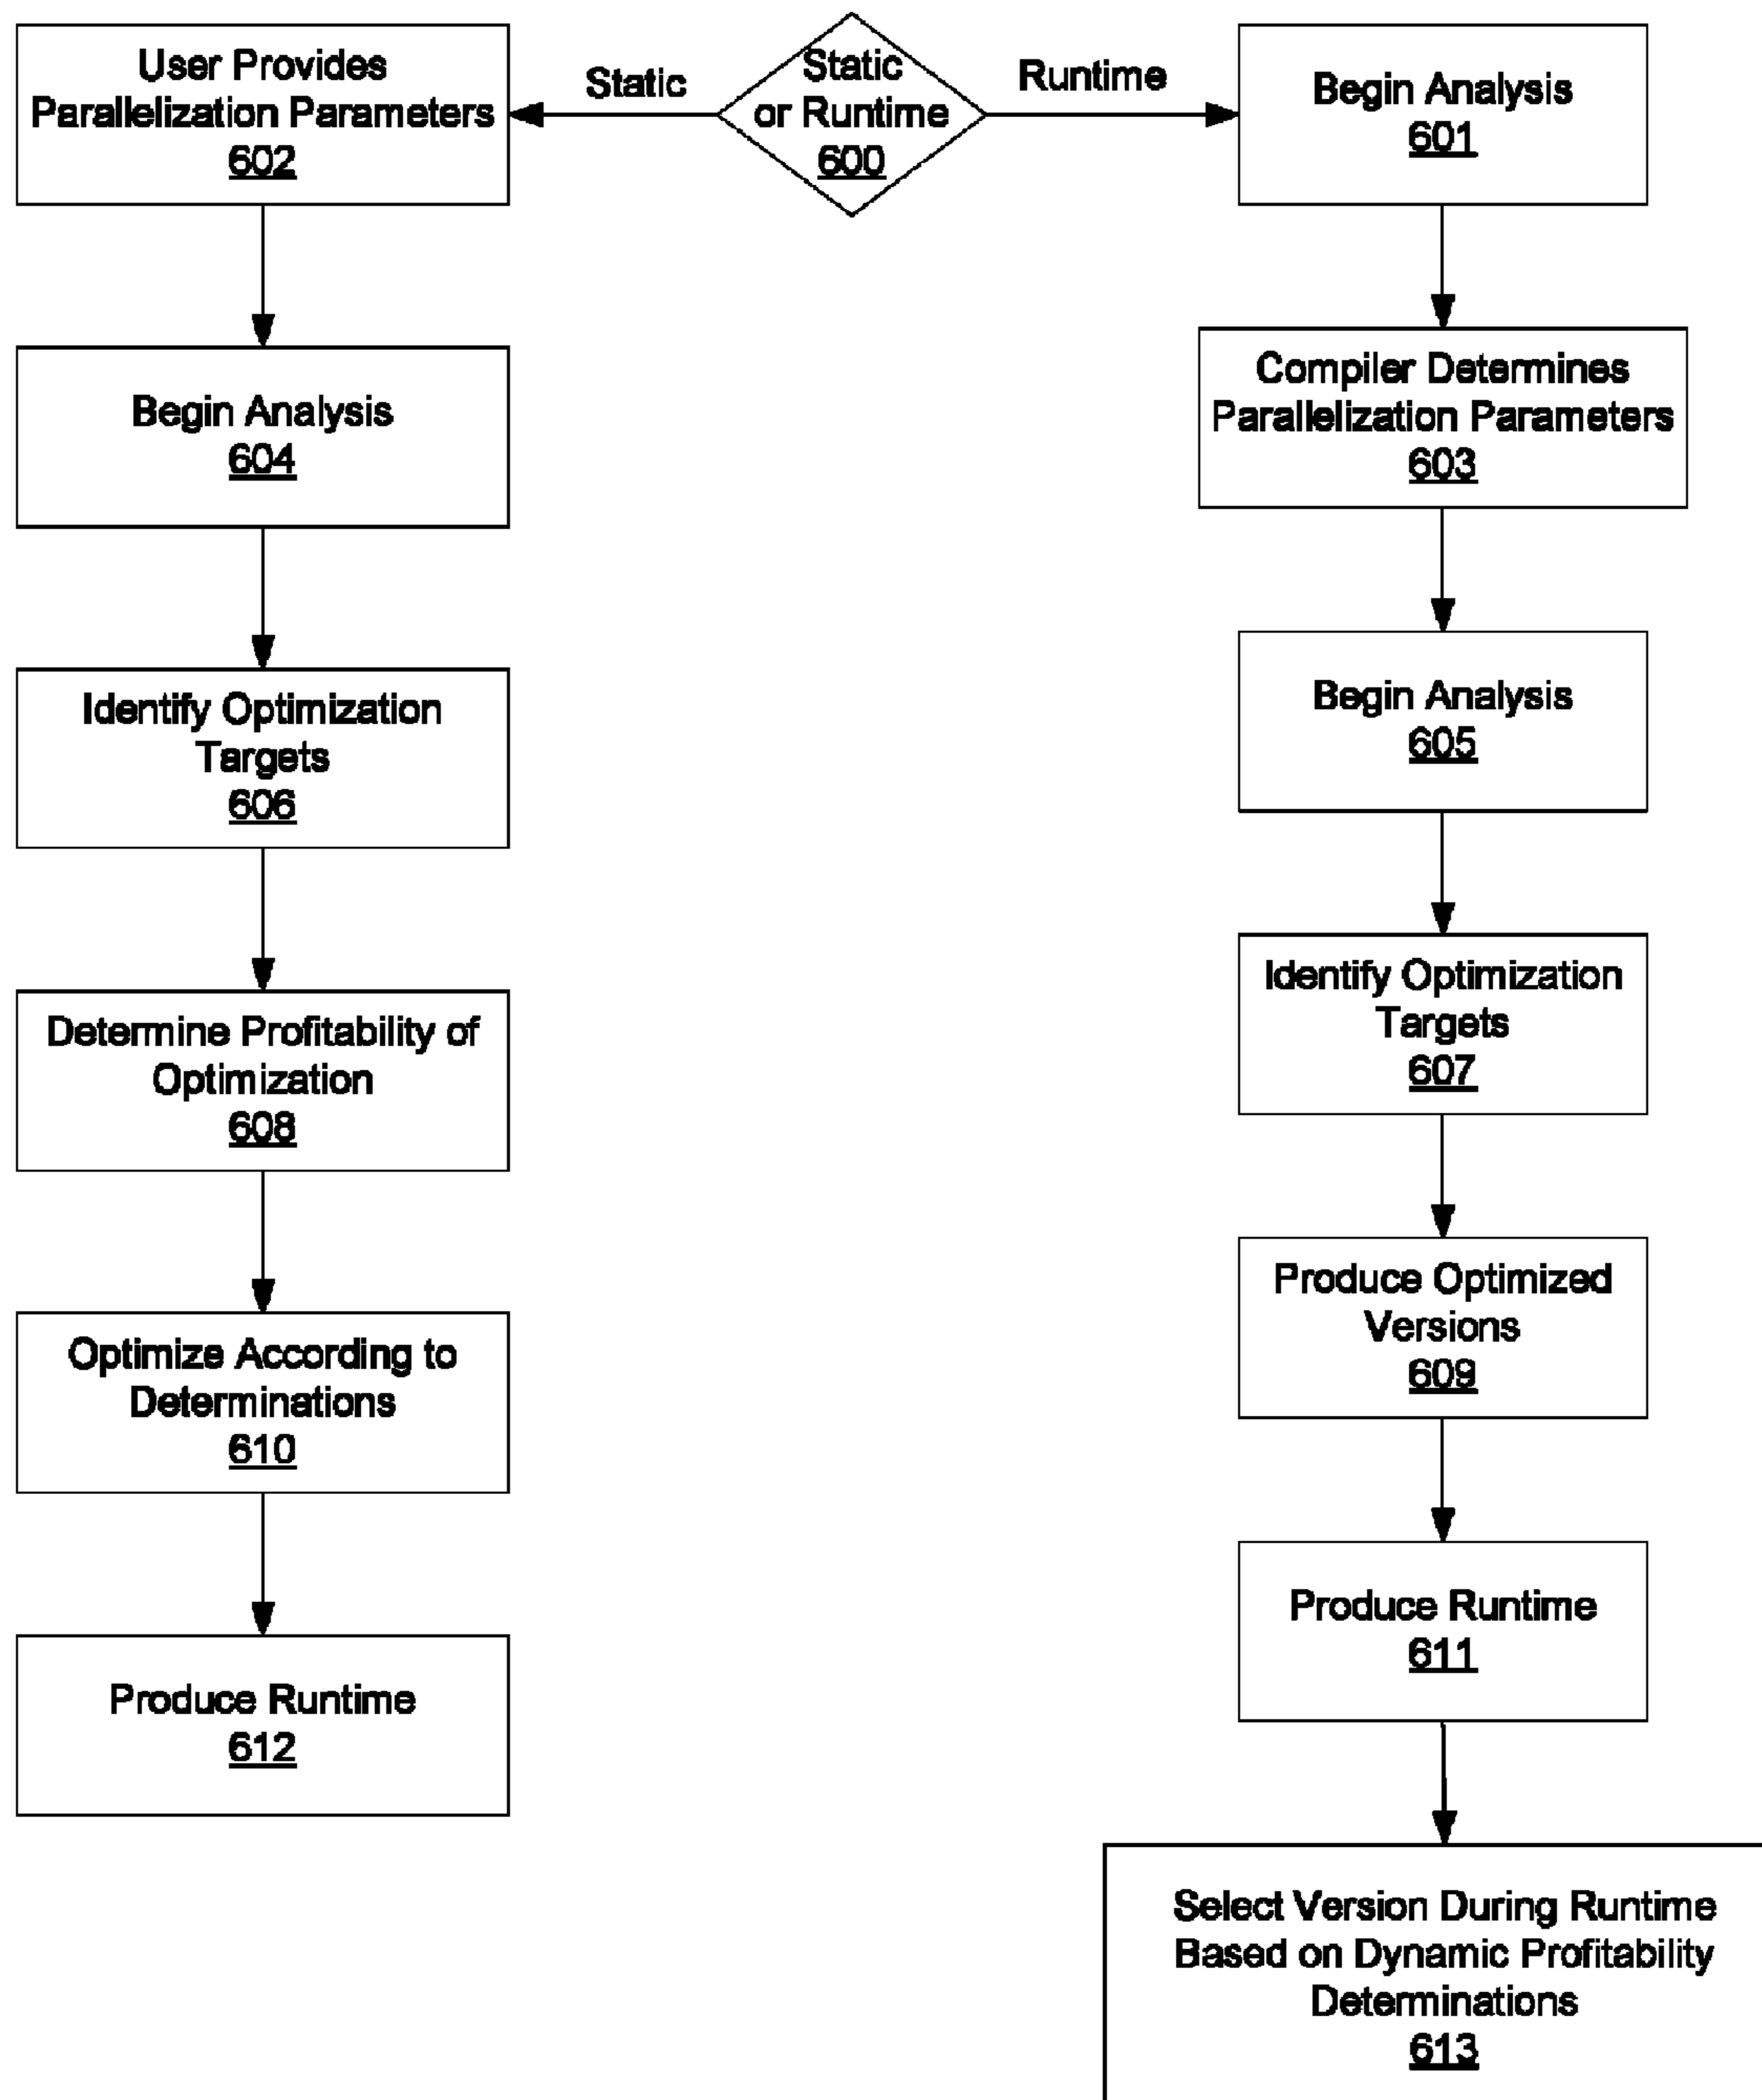 Static
or Runtime
600
Static
Runtime
User Provides
Parallelization Parameters
602
Begin Analysis
604
Identify Optimization
Targets
606
Determine Profitability of
Optimization
608
Optimize According to
Determinations
610
Produce Runtime
612
Begin Analysis
601
Compiler Determines
Parallelization Parameters
603
Begin Analysis
605
Identify Optimization
Targets
607
Produce Optimized
Versions
609
Produce Runtime
611
Select Version During Runtime
Based on Dynamic Profitability
Determinations
613